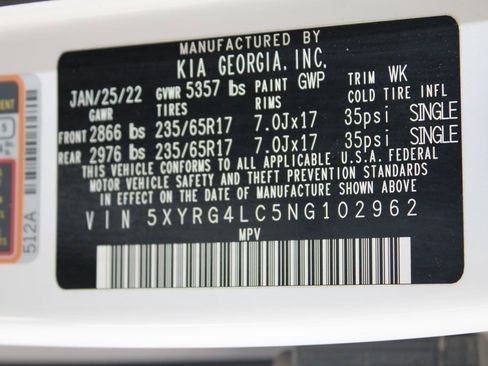 MANUFACTURED BY
KIA GEORGIA, INC.
JAN/25/22 GVWR 5357 lbs PAINT GWP TRIM WK
GAWR TIRES RIMS COLD TIRE INFL
FRONT 2866 lbs 235/65R17 7.0Jx17 35psi SINGLE
REAR 2976 lbs 235/65R17 7.0Jx17 35psi SINGLE
THIS VEHICLE CONFORMS TO ALL APPLICABLE U.S.A. FEDERAL
MOTOR VEHICLE SAFETY AND THEFT PREVENTION STANDARDS
IN EFFECT ON THE DATE OF MANUFACTURE SHOWN ABOVE
VIN 5XYRG4LC5NG102962
MPV
512A